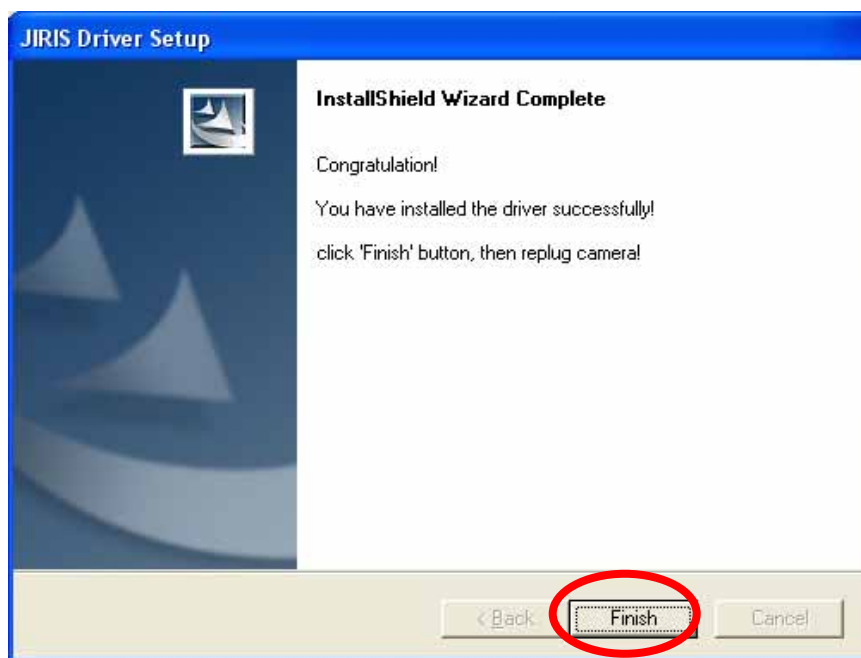 JIRIS Driver Setup
InstallShield Wizard Complete
Congratulation!
You have installed the driver successfully!
click 'Finish' button, then replug camera!
< Back
Finish
Cancel